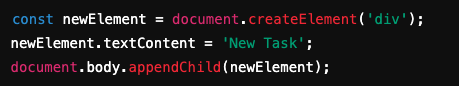 const newElement = document.createElement('div');
newElement.textContent = 'New Task';
document.body.appendChild(newElement);